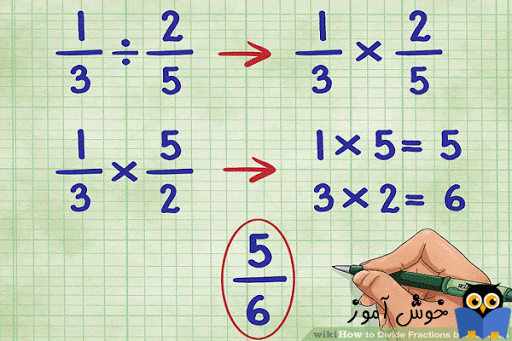 1/3 ÷ 2/5 → 1/3 × 2/5
1/3 × 5/2 → 1 × 5 = 5
3 × 2 = 6
5/6
خوش آموز
wiki How to Divide Fractions b